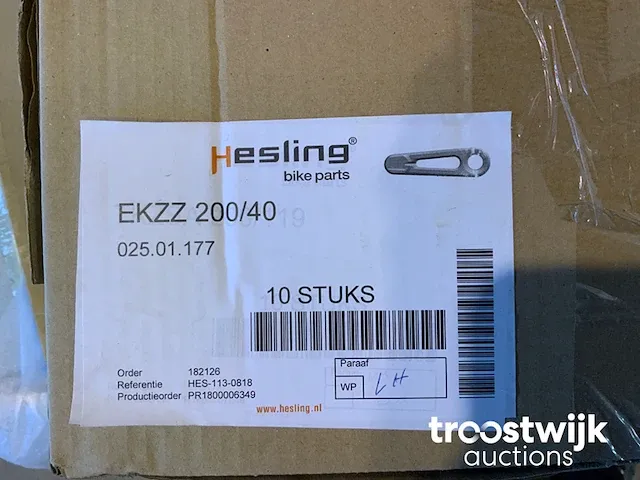 Hesling®
bike parts
EKZZ 200/40
025.01.177
10 STUKS
Order 182126
Referentie HES-113-0818
Productieorder PR1800006349
Paraaf
WP LH
www.hesling.nl
troostwijk
auctions